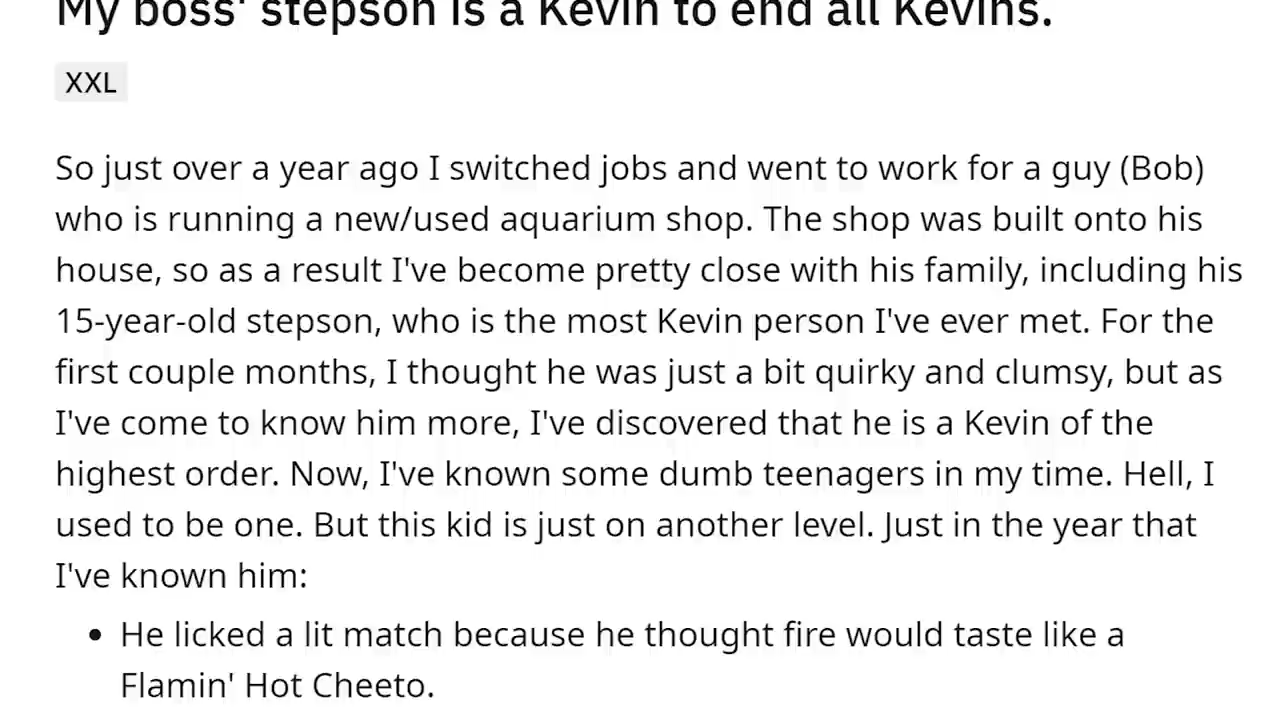 My boss' stepson is a Kevin to end all Kevins.
XXL
So just over a year ago I switched jobs and went to work for a guy (Bob)
who is running a new/used aquarium shop. The shop was built onto his
house, so as a result I've become pretty close with his family, including his
15-year-old stepson, who is the most Kevin person I've ever met. For the
first couple months, I thought he was just a bit quirky and clumsy, but as
I've come to know him more, I've discovered that he is a Kevin of the
highest order. Now, I've known some dumb teenagers in my time. Hell, I
used to be one. But this kid is just on another level. Just in the year that
I've known him:
• He licked a lit match because he thought fire would taste like a
Flamin' Hot Cheeto.